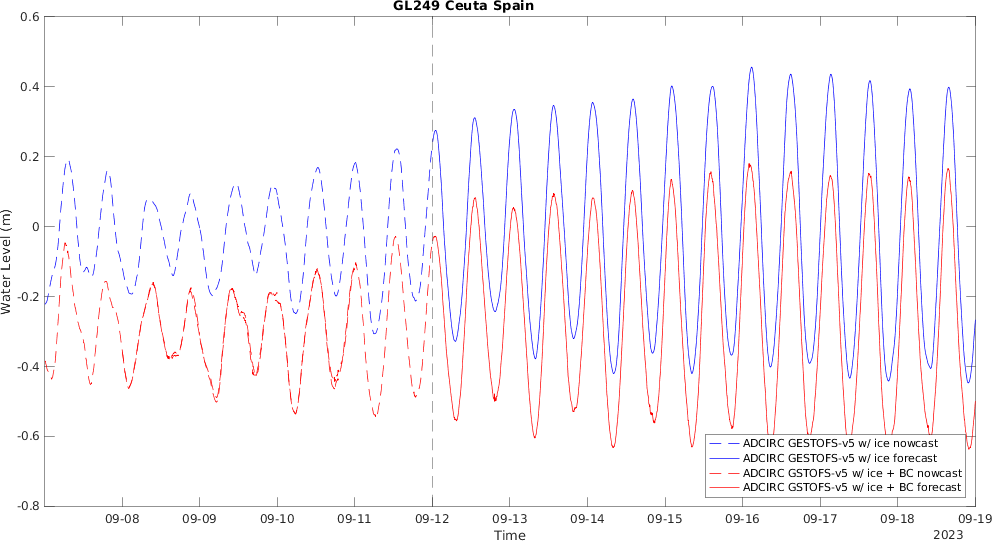 GL249 Ceuta Spain
0.6
0.4
0.2
0
-0.2
-0.4
-0.6
-0.8
Water Level (m)
ADCIRC GESTOFS-v5 w/ ice nowcast
ADCIRC GESTOFS-v5 w/ ice forecast
ADCIRC GSTOFS-v5 w/ ice + BC nowcast
ADCIRC GSTOFS-v5 w/ ice + BC forecast
09-08 09-09 09-10 09-11 09-12 09-13 09-14 09-15 09-16 09-17 09-18 09-19
Time
2023